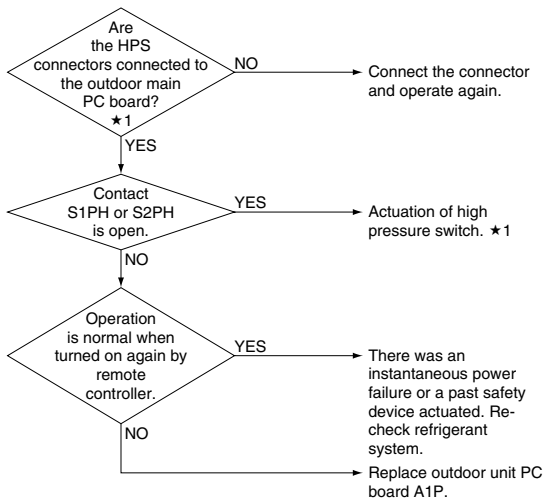 Are
the HPS
connectors connected to
the outdoor main
PC board?
★1
NO
Connect the connector
and operate again.
YES
Contact
S1PH or S2PH
is open.
YES
Actuation of high
pressure switch. ★1
NO
Operation
is normal when
turned on again by
remote
controller.
YES
There was an
instantaneous power
failure or a past safety
device actuated. Re-
check refrigerant
system.
NO
Replace outdoor unit PC
board A1P.